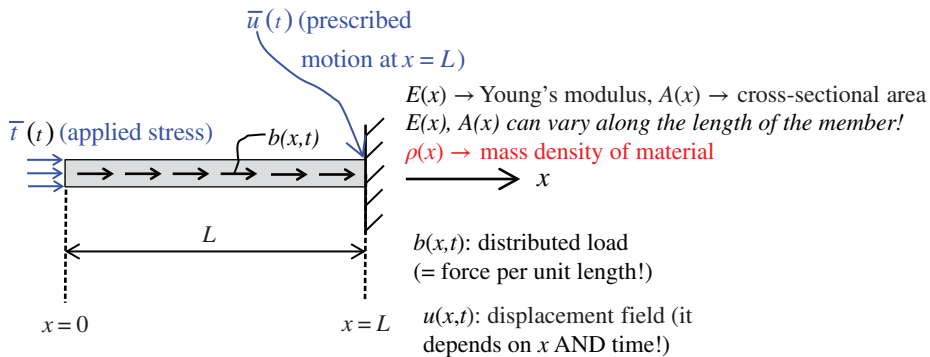 u̅(t) (prescribed
motion at x = L)
E(x) → Young's modulus, A(x) → cross-sectional area
t̅(t) (applied stress)
b(x,t)
E(x), A(x) can vary along the length of the member!
ρ(x) → mass density of material
x
L
b(x,t): distributed load
(= force per unit length!)
x = 0
x = L
u(x,t): displacement field (it
depends on x AND time!)